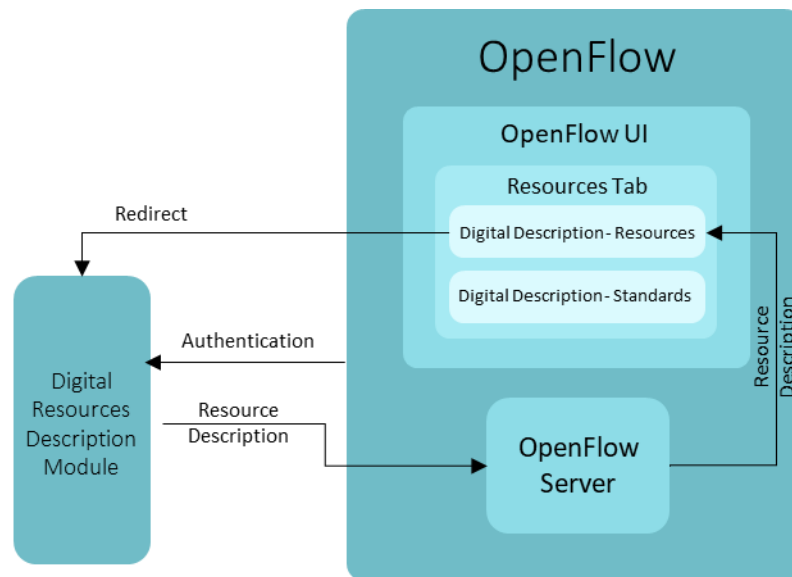 OpenFlow
OpenFlow UI
Resources Tab
Redirect
Digital Description - Resources
Digital Description - Standards
Authentication
Resource
Description
Digital
Resources
Description
Module
Resource
Description
OpenFlow
Server